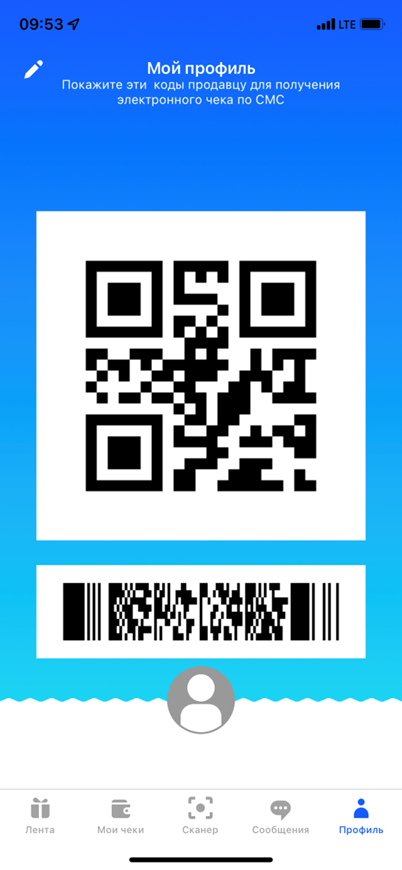 09:53
LTE
Мой профиль
Покажите эти коды продавцу для получения
электронного чека по СМС
Лента
Мои чеки
Сканер
Сообщения
Профиль